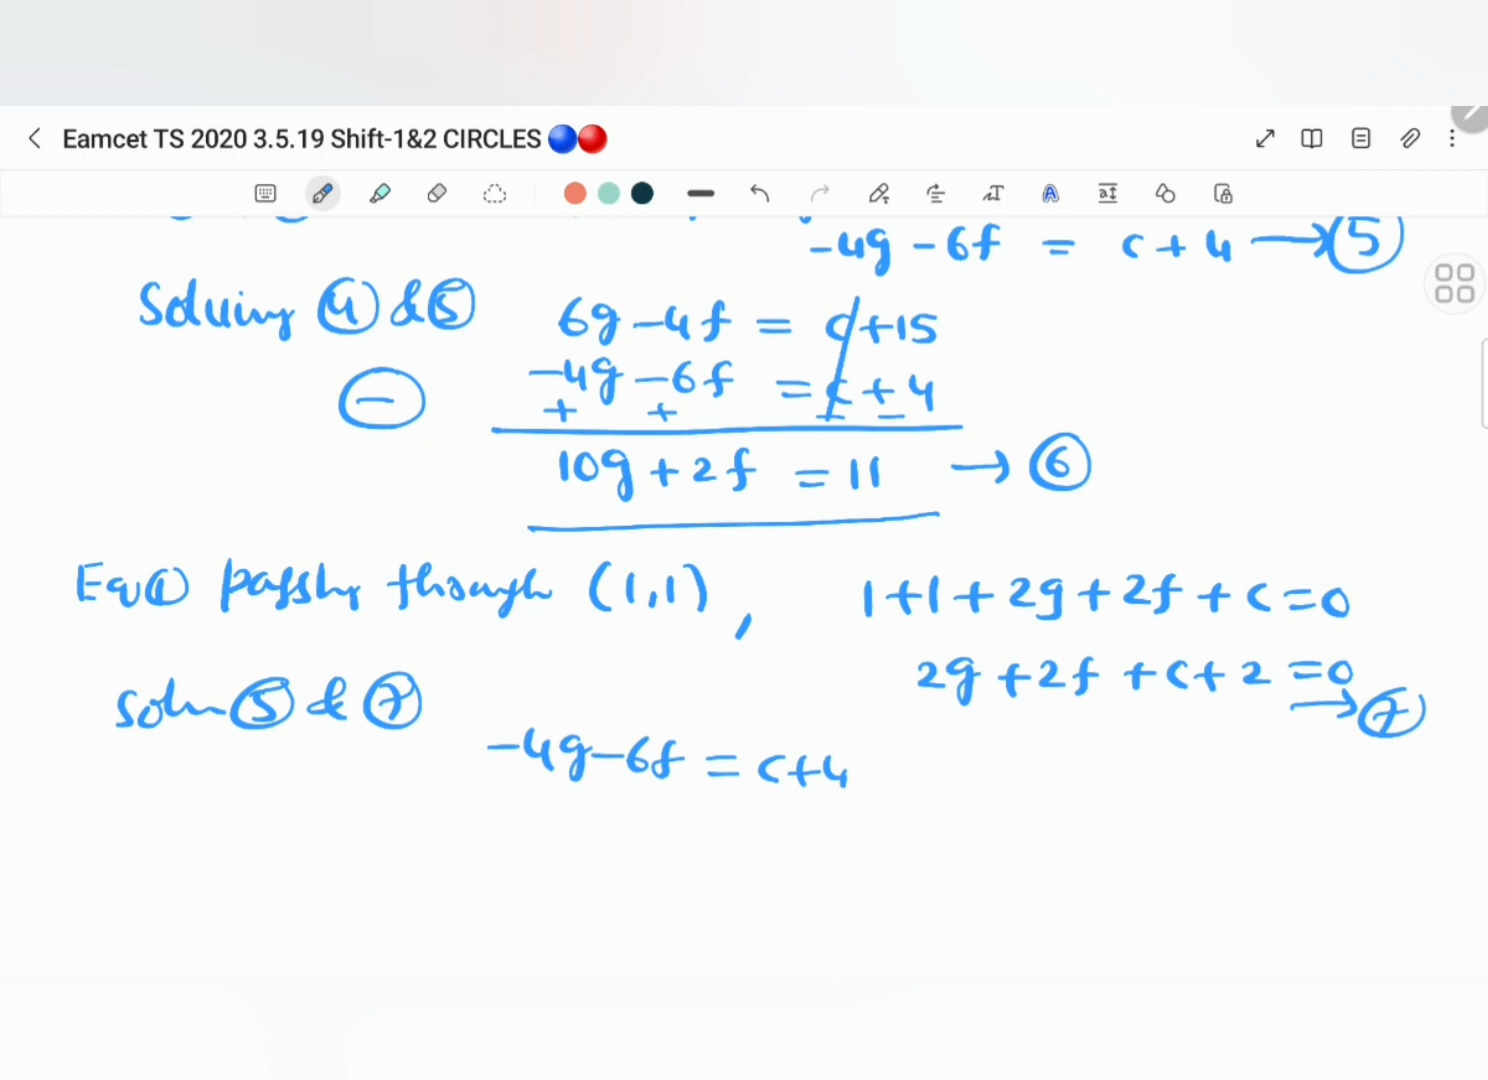 Eamcet TS 2020 3.5.19 Shift-1&2 CIRCLES
-4g - 6f = c + 4 → 5
Solving 4 & 5
6g - 4f = c + 15
-4g - 6f = c + 4
+ + - -
10g + 2f = 11 → 6
Eq 1 through (1,1) , 1 + 1 + 2g + 2f + c = 0
2g + 2f + c + 2 = 0 → 7
5 & 7
-4g - 6f = c + 4